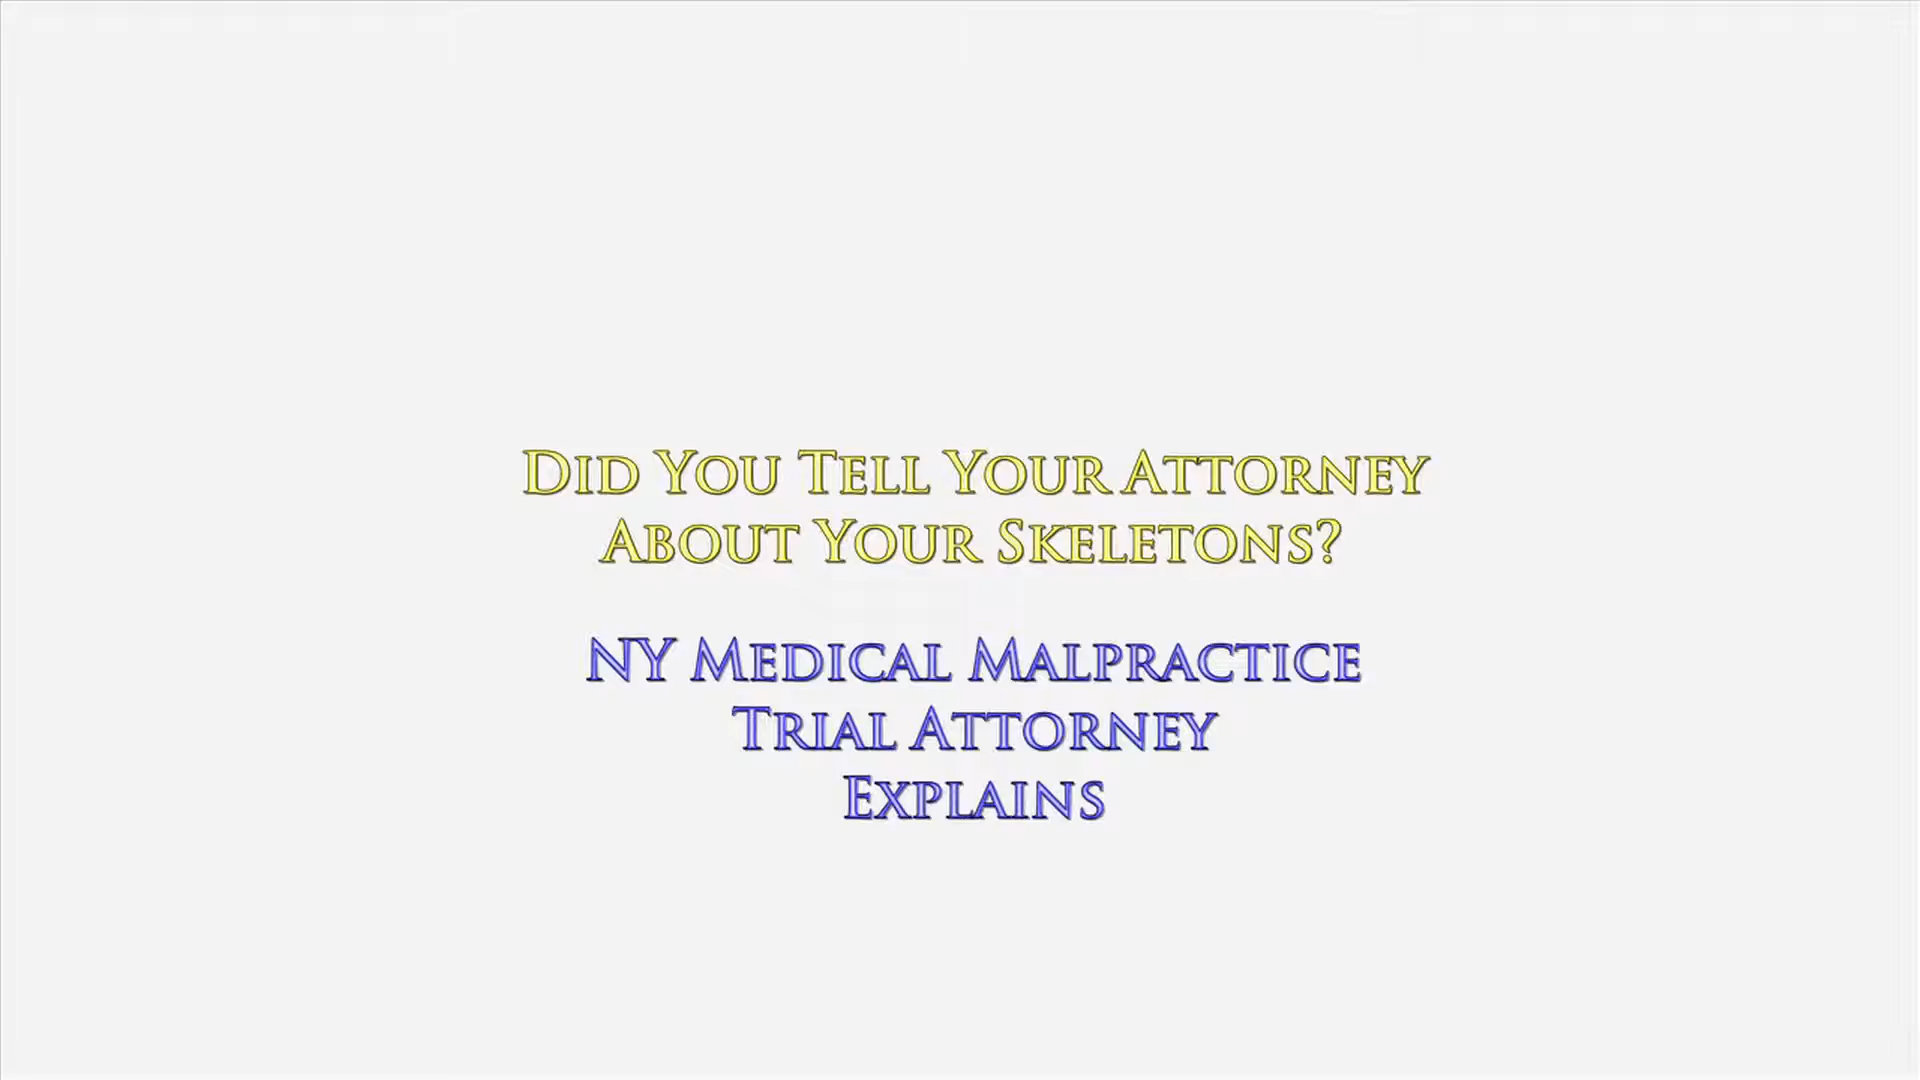 Did You Tell Your Attorney
About Your Skeletons?
NY Medical Malpractice
Trial Attorney
Explains